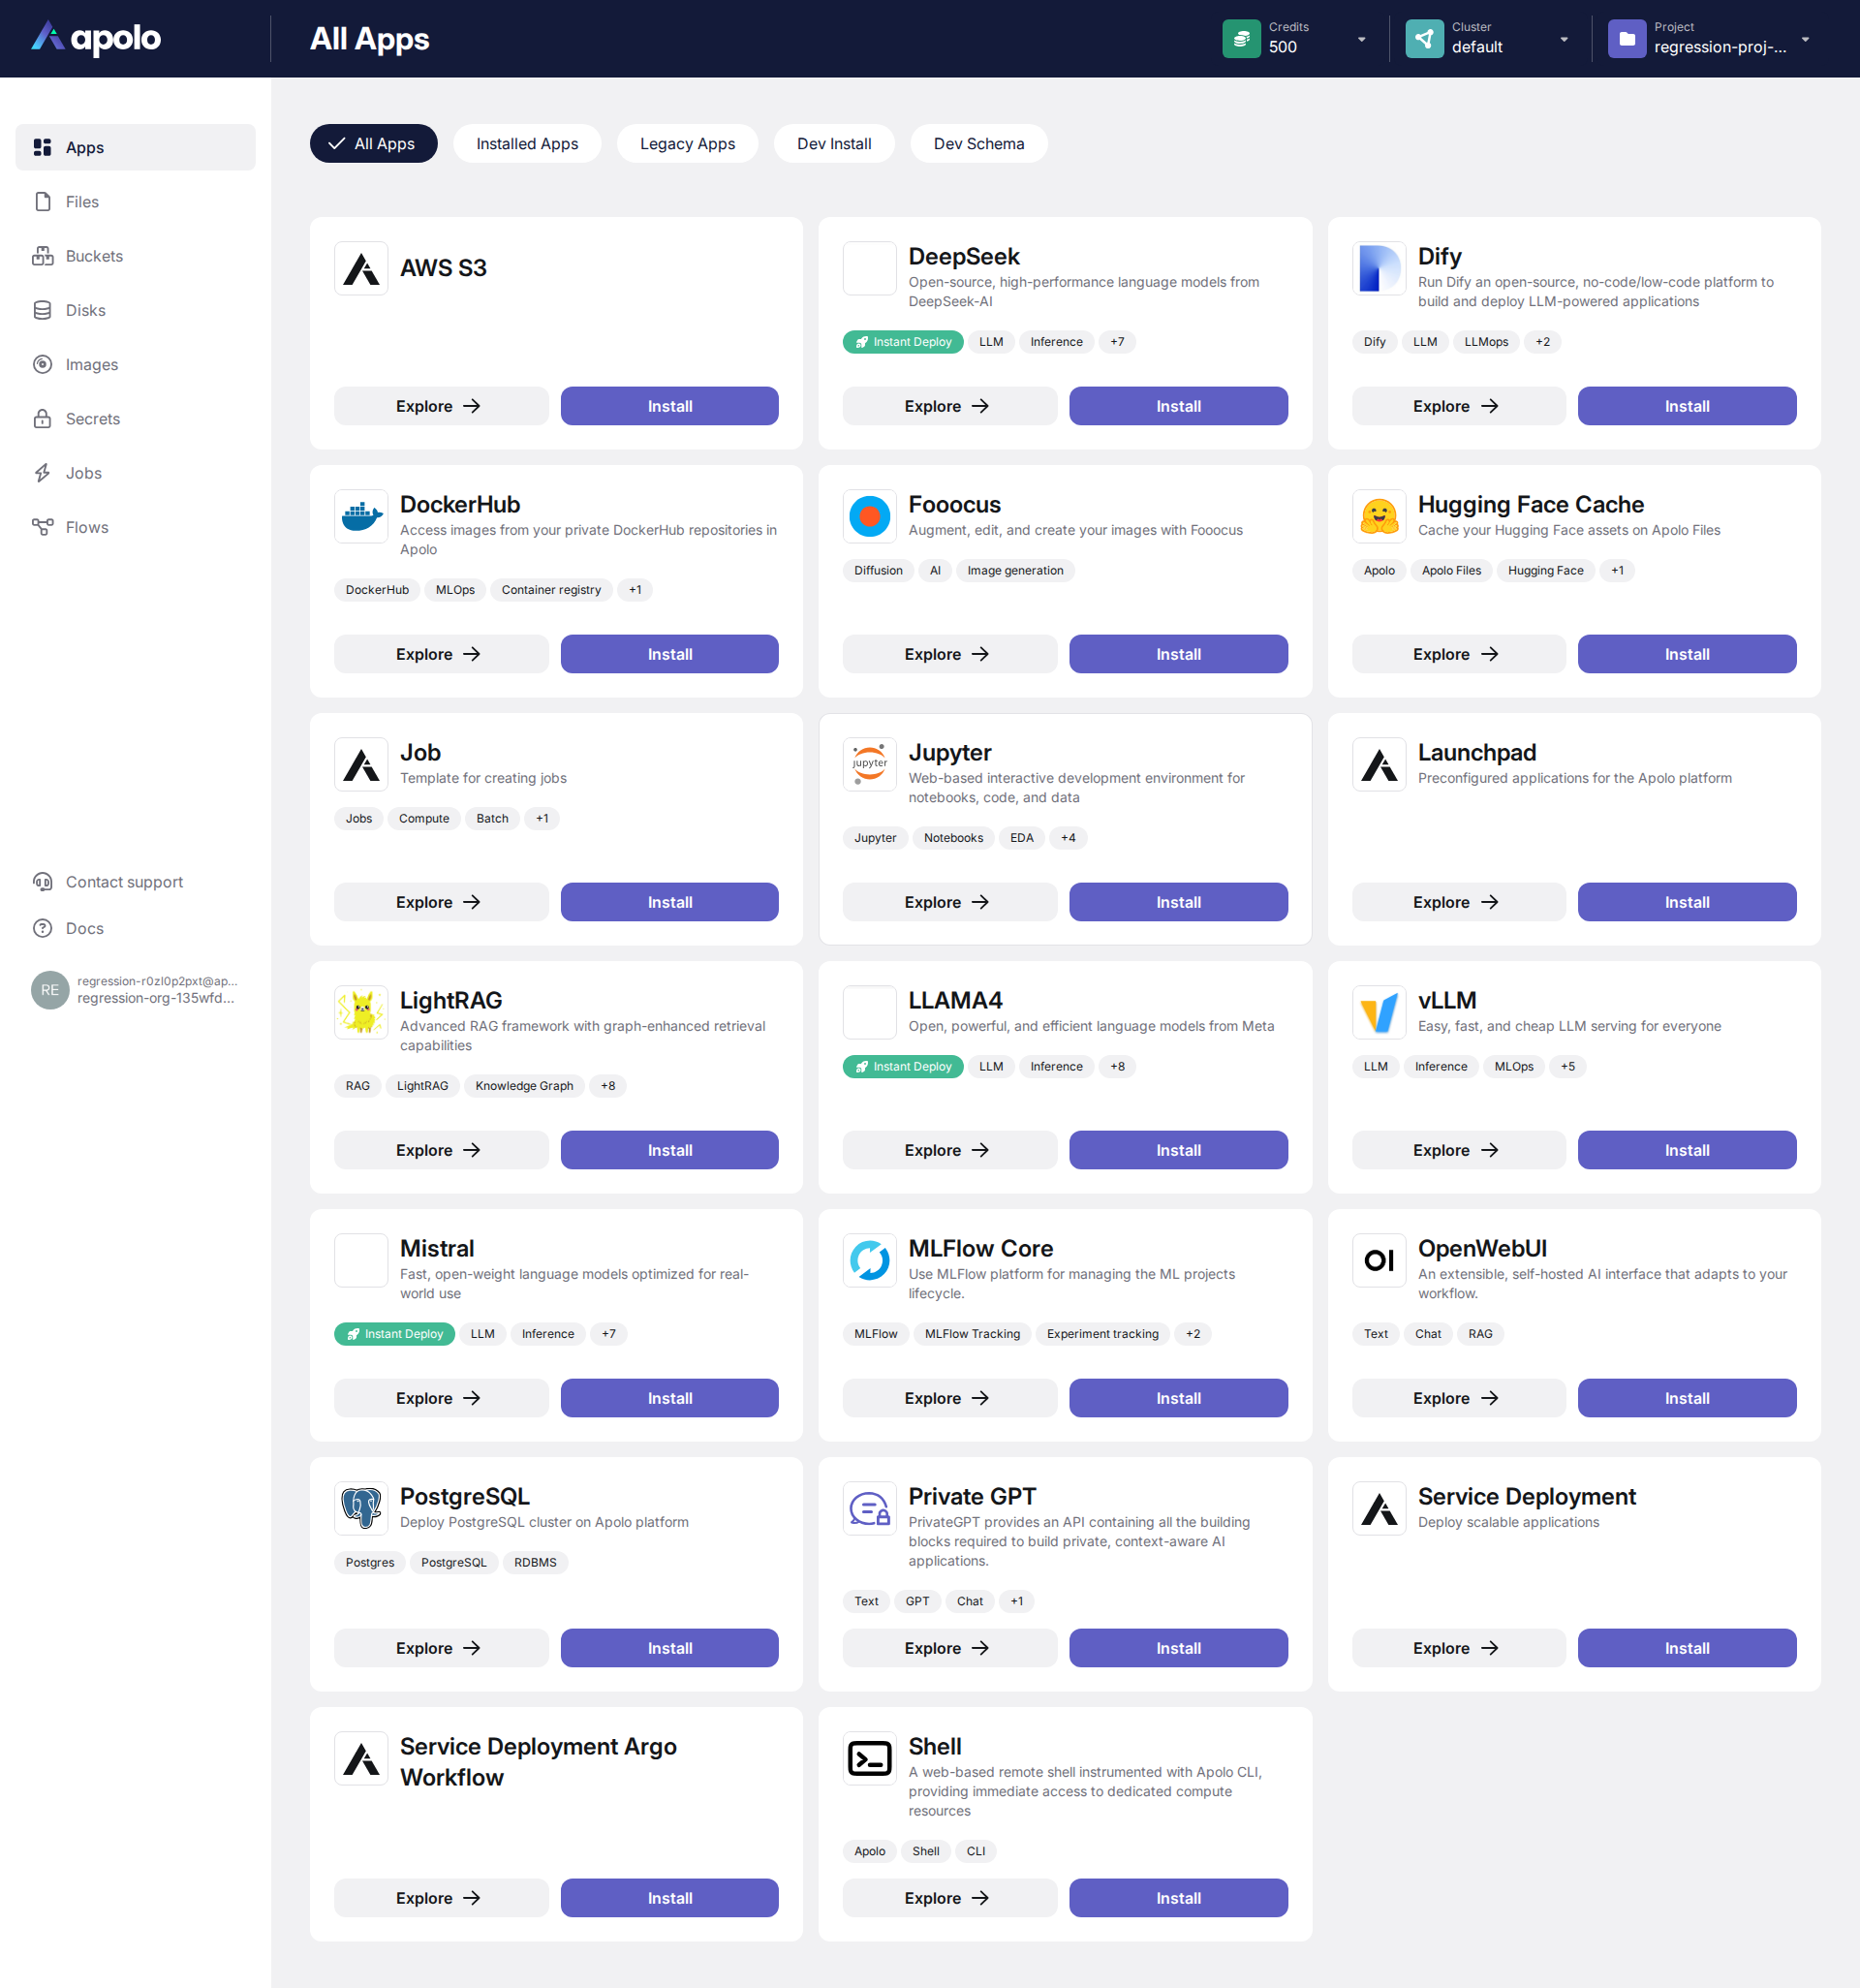 apolo
All Apps
Credits
500
Cluster
default
Project
regression-proj-...
Apps
Files
Buckets
Disks
Images
Secrets
Jobs
Flows
Contact support
Docs
RE
regression-r0zl0p2pxt@ap...
regression-org-135wfd...
All Apps
Installed Apps
Legacy Apps
Dev Install
Dev Schema
AWS S3
Explore
Install
DeepSeek
Open-source, high-performance language models from
DeepSeek-AI
Instant Deploy LLM Inference +7
Explore
Install
Dify
Run Dify an open-source, no-code/low-code platform to
build and deploy LLM-powered applications
Dify LLM LLMops +2
Explore
Install
DockerHub
Access images from your private DockerHub repositories in
Apolo
DockerHub MLOps Container registry +1
Explore
Install
Fooocus
Augment, edit, and create your images with Fooocus
Diffusion AI Image generation
Explore
Install
Hugging Face Cache
Cache your Hugging Face assets on Apolo Files
Apolo Apolo Files Hugging Face +1
Explore
Install
Job
Template for creating jobs
Jobs Compute Batch +1
Explore
Install
jupyter
Jupyter
Web-based interactive development environment for
notebooks, code, and data
Jupyter Notebooks EDA +4
Explore
Install
Launchpad
Preconfigured applications for the Apolo platform
Explore
Install
LightRAG
Advanced RAG framework with graph-enhanced retrieval
capabilities
RAG LightRAG Knowledge Graph +8
Explore
Install
LLAMA4
Open, powerful, and efficient language models from Meta
Instant Deploy LLM Inference +8
Explore
Install
vLLM
Easy, fast, and cheap LLM serving for everyone
LLM Inference MLOps +5
Explore
Install
Mistral
Fast, open-weight language models optimized for real-
world use
Instant Deploy LLM Inference +7
Explore
Install
MLFlow Core
Use MLFlow platform for managing the ML projects
lifecycle.
MLFlow MLFlow Tracking Experiment tracking +2
Explore
Install
OI
OpenWebUI
An extensible, self-hosted AI interface that adapts to your
workflow.
Text Chat RAG
Explore
Install
PostgreSQL
Deploy PostgreSQL cluster on Apolo platform
Postgres PostgreSQL RDBMS
Explore
Install
Private GPT
PrivateGPT provides an API containing all the building
blocks required to build private, context-aware AI
applications.
Text GPT Chat +1
Explore
Install
Service Deployment
Deploy scalable applications
Explore
Install
Service Deployment Argo
Workflow
Explore
Install
Shell
A web-based remote shell instrumented with Apolo CLI,
providing immediate access to dedicated compute
resources
Apolo Shell CLI
Explore
Install